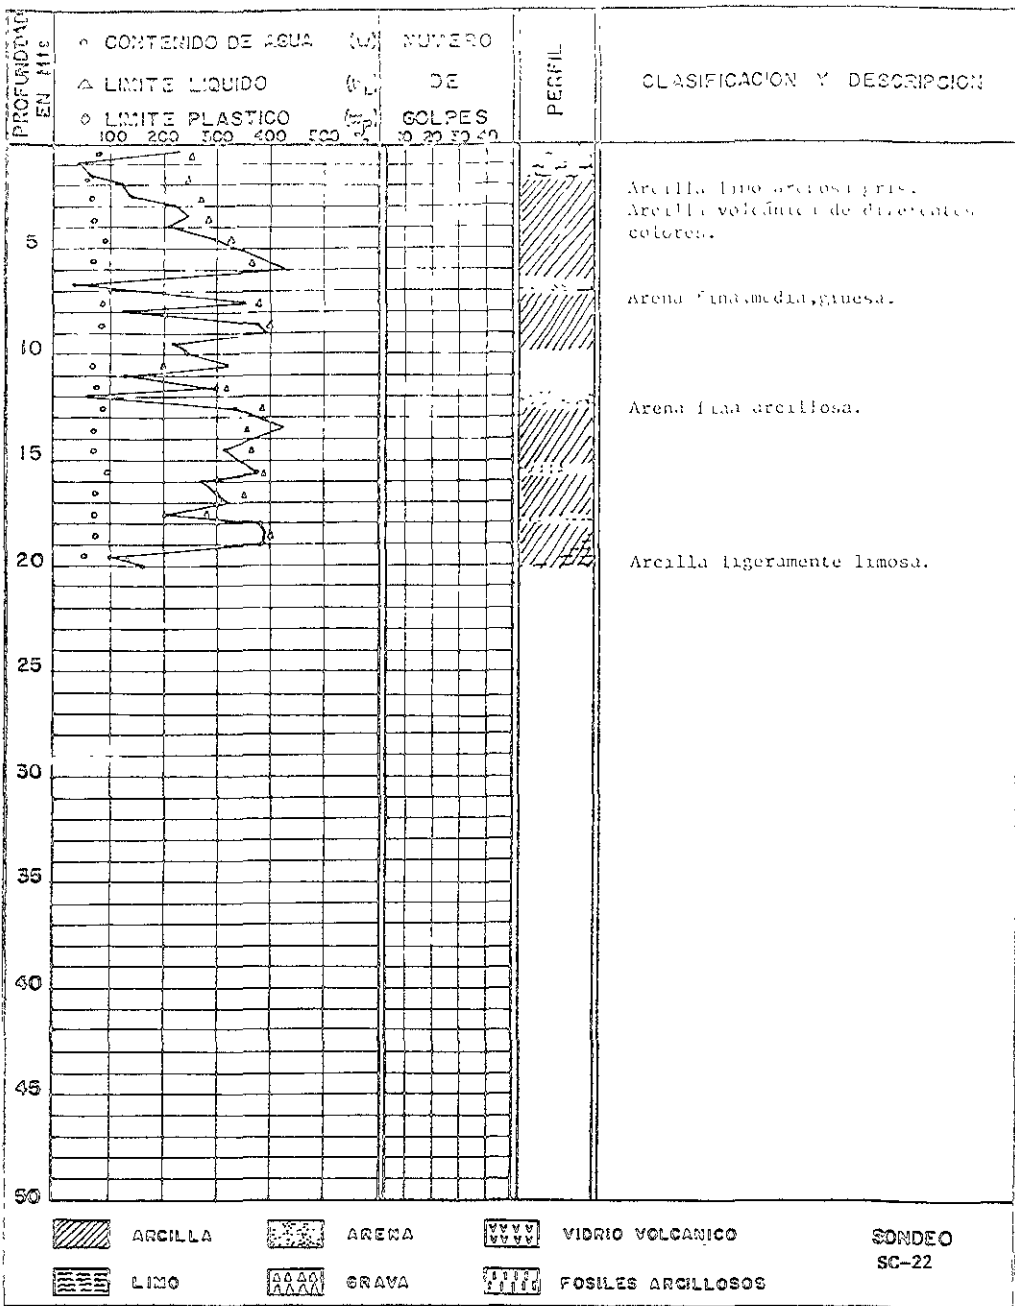 PROFUNDIDAD
EN Mts
CONTENIDO DE AGUA (w)
LIMITE LIQUIDO
LIMITE PLASTICO
100 200 300 400 500
NUMERO
DE
GOLPES
10 20 30 40
PERFIL
CLASIFICACION Y DESCRIPCION
5
10
15
20
25
30
35
40
45
50
Arcilla limo gris.
Arcilla volcánica de diferentes
colores.
Arena fina,media,gruesa.
Arena fina arcillosa.
Arcilla ligeramente limosa.
ARCILLA
ARENA
VIDRIO VOLCANICO
LIMO
GRAVA
FOSILES ARCILLOSOS
SONDEO
SC-22